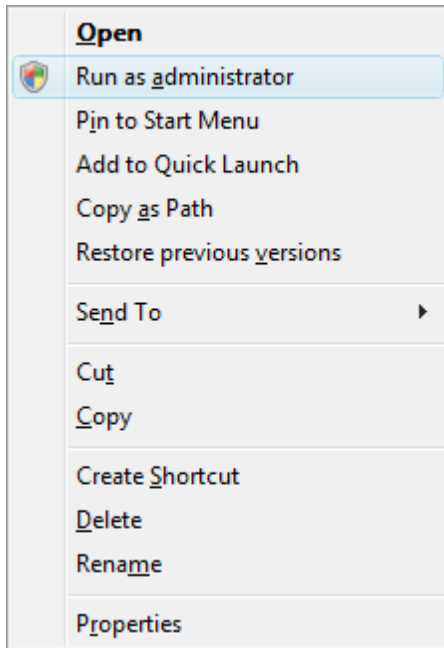 Open
Run as administrator
Pin to Start Menu
Add to Quick Launch
Copy as Path
Restore previous versions
Send To
Cut
Copy
Create Shortcut
Delete
Rename
Properties